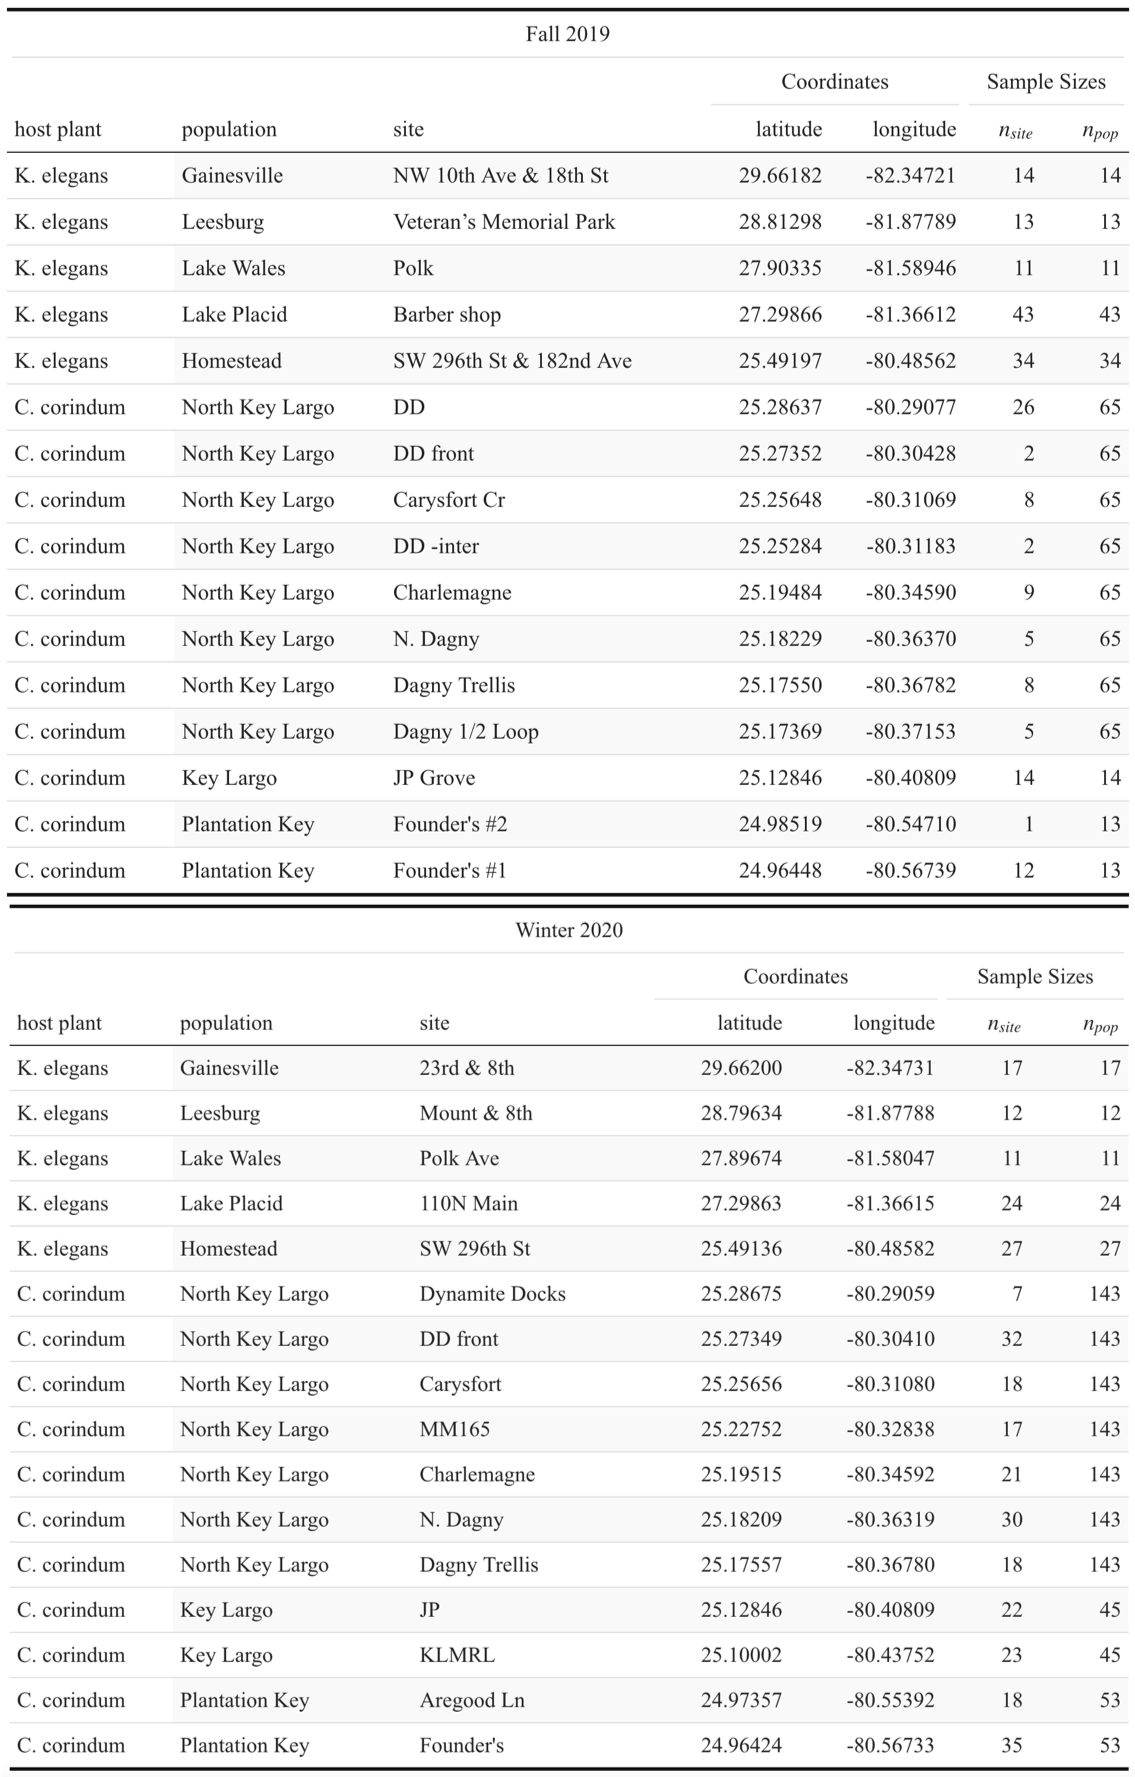 Fall 2019
Coordinates Sample Sizes
host plant population site latitude longitude nsite npop
K. elegans Gainesville NW 10th Ave & 18th St 29.66182 -82.34721 14 14
K. elegans Leesburg Veteran’s Memorial Park 28.81298 -81.87789 13 13
K. elegans Lake Wales Polk 27.90335 -81.58946 11 11
K. elegans Lake Placid Barber shop 27.29866 -81.36612 43 43
K. elegans Homestead SW 296th St & 182nd Ave 25.49197 -80.48562 34 34
C. corindum North Key Largo DD 25.28637 -80.29077 26 65
C. corindum North Key Largo DD front 25.27352 -80.30428 2 65
C. corindum North Key Largo Carysfort Cr 25.25648 -80.31069 8 65
C. corindum North Key Largo DD -inter 25.25284 -80.31183 2 65
C. corindum North Key Largo Charlemagne 25.19484 -80.34590 9 65
C. corindum North Key Largo N. Dagny 25.18229 -80.36370 5 65
C. corindum North Key Largo Dagny Trellis 25.17550 -80.36782 8 65
C. corindum North Key Largo Dagny 1/2 Loop 25.17369 -80.37153 5 65
C. corindum Key Largo JP Grove 25.12846 -80.40809 14 14
C. corindum Plantation Key Founder's #2 24.98519 -80.54710 1 13
C. corindum Plantation Key Founder's #1 24.96448 -80.56739 12 13
Winter 2020
Coordinates Sample Sizes
host plant population site latitude longitude nsite npop
K. elegans Gainesville 23rd & 8th 29.66200 -82.34731 17 17
K. elegans Leesburg Mount & 8th 28.79634 -81.87788 12 12
K. elegans Lake Wales Polk Ave 27.89674 -81.58047 11 11
K. elegans Lake Placid 110N Main 27.29863 -81.36615 24 24
K. elegans Homestead SW 296th St 25.49136 -80.48582 27 27
C. corindum North Key Largo Dynamite Docks 25.28675 -80.29059 7 143
C. corindum North Key Largo DD front 25.27349 -80.30410 32 143
C. corindum North Key Largo Carysfort 25.25656 -80.31080 18 143
C. corindum North Key Largo MM165 25.22752 -80.32838 17 143
C. corindum North Key Largo Charlemagne 25.19515 -80.34592 21 143
C. corindum North Key Largo N. Dagny 25.18209 -80.36319 30 143
C. corindum North Key Largo Dagny Trellis 25.17557 -80.36780 18 143
C. corindum Key Largo JP 25.12846 -80.40809 22 45
C. corindum Key Largo KLMRL 25.10002 -80.43752 23 45
C. corindum Plantation Key Aregood Ln 24.97357 -80.55392 18 53
C. corindum Plantation Key Founder's 24.96424 -80.56733 35 53